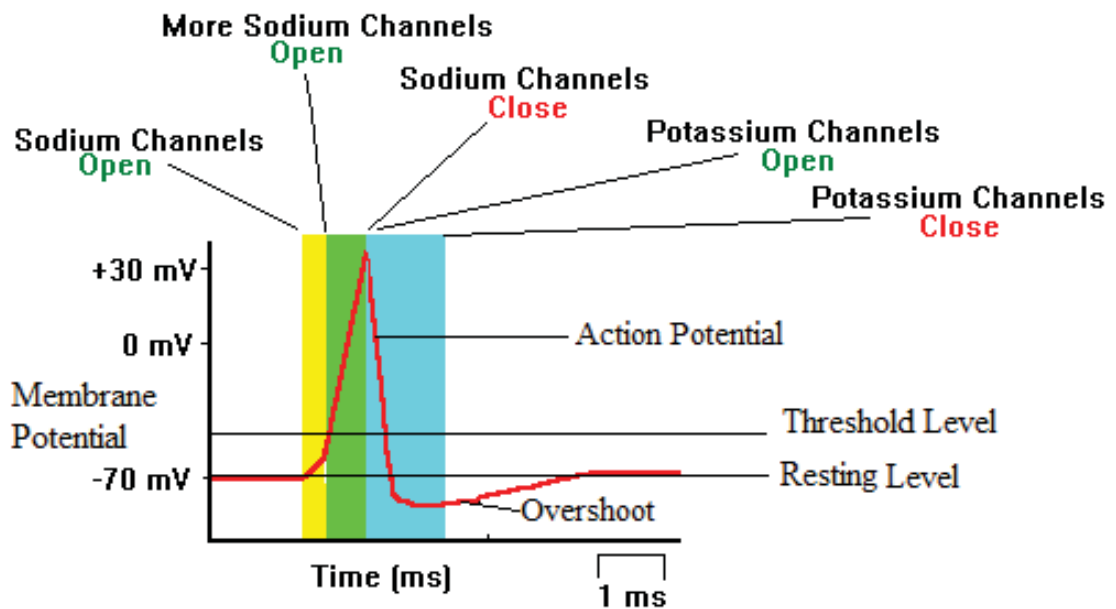 More Sodium Channels
Open
Sodium Channels
Close
Sodium Channels
Open
Potassium Channels
Open
Potassium Channels
Close
+30 mV
0 mV
Action Potential
Membrane
Potential
Threshold Level
-70 mV
Resting Level
Overshoot
Time (ms)
1 ms